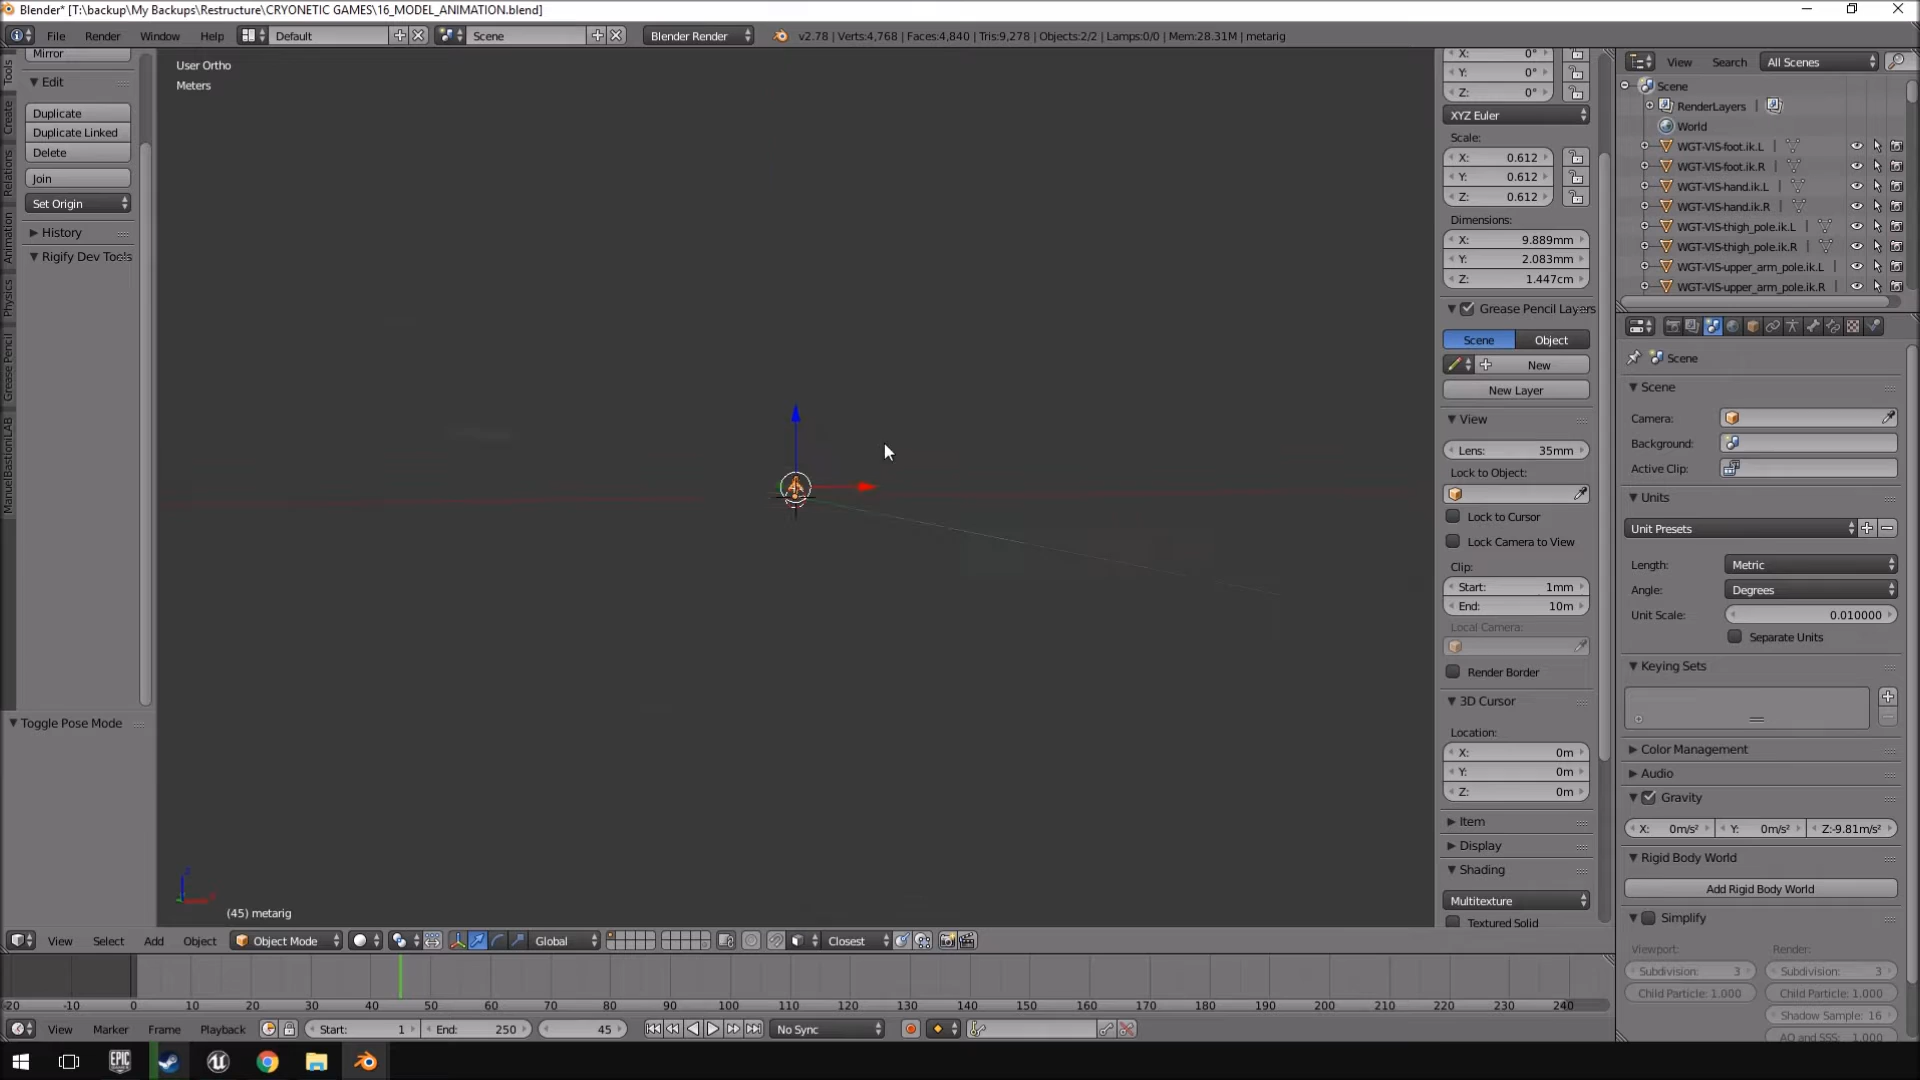 Blender* [T:\backup\My Backups\Restructure\CRYONETIC GAMES\16_MODEL_ANIMATION.blend]
File Render Window Help Default Scene Blender Render v2.78 | Verts:4,768 | Faces:4,840 | Tris:9,278 | Objects:2/2 | Lamps:0/0 | Mem:28.31M | metarig
Mirror
Edit
Duplicate
Duplicate Linked
Delete
Join
Set Origin
History
Rigify Dev Tools
Toggle Pose Mode
Tools
Create
Relations
Animation
Physics
Grease Pencil
ManuelBastioniLAB
User Ortho
Meters
(45) metarig
X: 0°
Y: 0°
Z: 0°
XYZ Euler
Scale:
X: 0.612
Y: 0.612
Z: 0.612
Dimensions:
X: 9.889mm
Y: 2.083mm
Z: 1.447cm
Grease Pencil Layers
Scene Object
New
New Layer
View
Lens: 35mm
Lock to Object:
Lock to Cursor
Lock Camera to View
Clip:
Start: 1mm
End: 10m
Local Camera:
Render Border
3D Cursor
Location:
X: 0m
Y: 0m
Z: 0m
Item
Display
Shading
Multitexture
Textured Solid
View Search All Scenes
Scene
RenderLayers |
World
WGT-VIS-foot.ik.L |
WGT-VIS-foot.ik.R |
WGT-VIS-hand.ik.L |
WGT-VIS-hand.ik.R |
WGT-VIS-thigh_pole.ik.L |
WGT-VIS-thigh_pole.ik.R |
WGT-VIS-upper_arm_pole.ik.L |
WGT-VIS-upper_arm_pole.ik.R |
Scene
Scene
Camera:
Background:
Active Clip:
Units
Unit Presets
Length: Metric
Angle: Degrees
Unit Scale: 0.010000
Separate Units
Keying Sets
Color Management
Audio
Gravity
X: 0m/s² Y: 0m/s² Z:-9.81m/s²
Rigid Body World
Add Rigid Body World
Simplify
Viewport: Render:
Subdivision: 3 Subdivision: 3
Child Particle: 1.000 Child Particle: 1.000
Shadow Sample: 16
AO and SSS: 1.000
View Select Add Object Object Mode Global Closest
-20 -10 0 10 20 30 40 50 60 70 80 90 100 110 120 130 140 150 160 170 180 190 200 210 220 230 240
View Marker Frame Playback Start: 1 End: 250 45 No Sync
EPIC GAMES